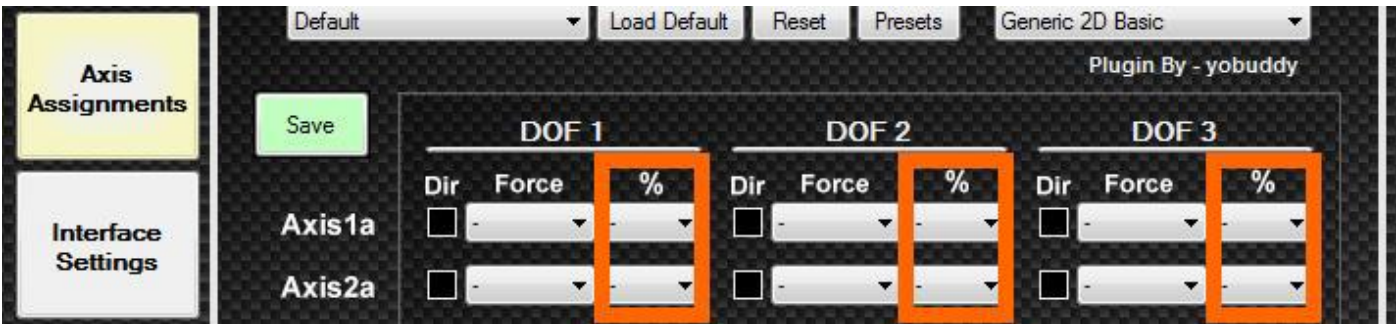 Default Load Default Reset Presets Generic 2D Basic
Plugin By - yobuddy
Axis
Assignments
Save
DOF 1 DOF 2 DOF 3
Dir Force % Dir Force % Dir Force %
Axis1a - - - - - -
Interface
Settings
Axis2a - - - - - -